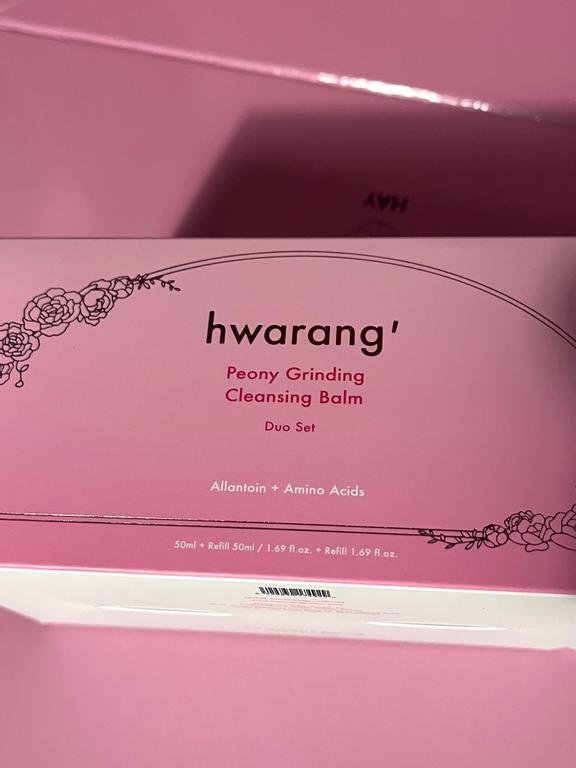 HAY
hwarang'
Peony Grinding
Cleansing Balm
Duo Set
Allantoin + Amino Acids
50ml + Refill 50ml / 1.69 fl.oz. + Refill 1.69 fl.oz.